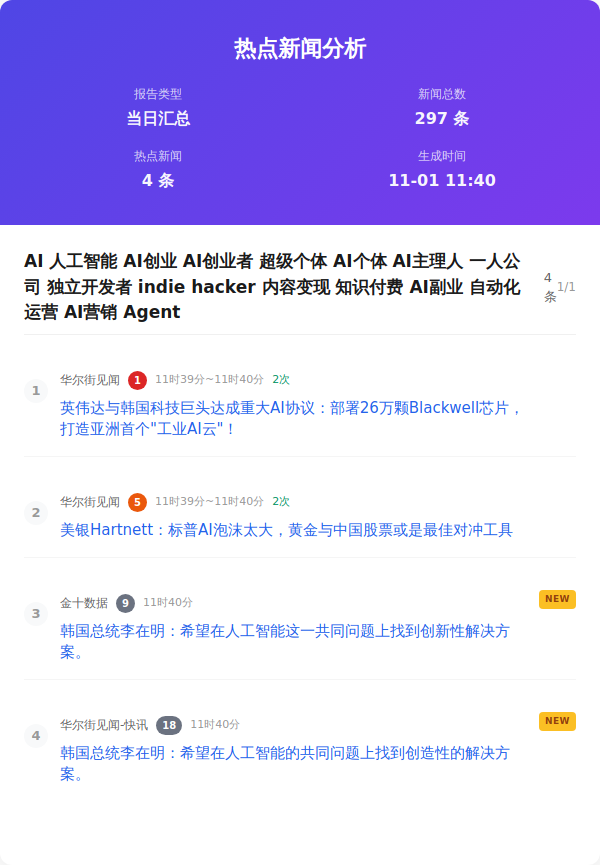 热点新闻分析
报告类型
当日汇总
新闻总数
297 条
热点新闻
4 条
生成时间
11-01 11:40
AI 人工智能 AI创业 AI创业者 超级个体 AI个体 AI主理人 一人公
司 独立开发者 indie hacker 内容变现 知识付费 AI副业 自动化
运营 AI营销 Agent
4
条
1/1
1
华尔街见闻 1 11时39分~11时40分 2次
英伟达与韩国科技巨头达成重大AI协议：部署26万颗Blackwell芯片，
打造亚洲首个"工业AI云"！
2
华尔街见闻 5 11时39分~11时40分 2次
美银Hartnett：标普AI泡沫太大，黄金与中国股票或是最佳对冲工具
3
金十数据 9 11时40分
NEW
韩国总统李在明：希望在人工智能这一共同问题上找到创新性解决方
案。
4
华尔街见闻-快讯 18 11时40分
NEW
韩国总统李在明：希望在人工智能的共同问题上找到创造性的解决方
案。